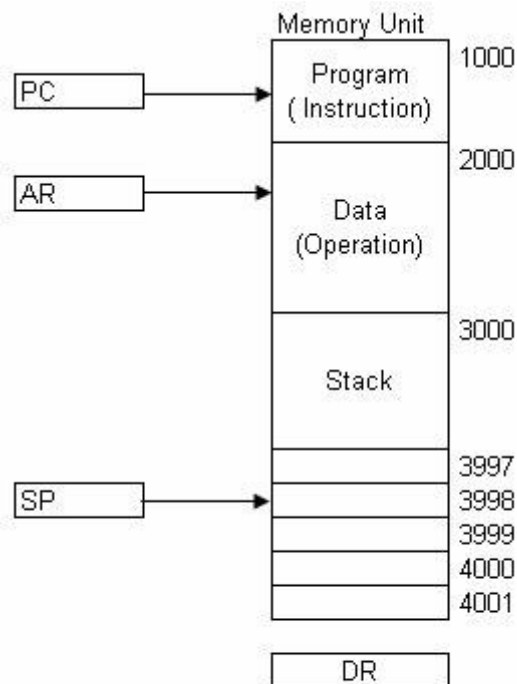 Memory Unit
1000
Program
( Instruction)
PC
2000
AR
Data
(Operation)
3000
Stack
3997
SP
3998
3999
4000
4001
DR